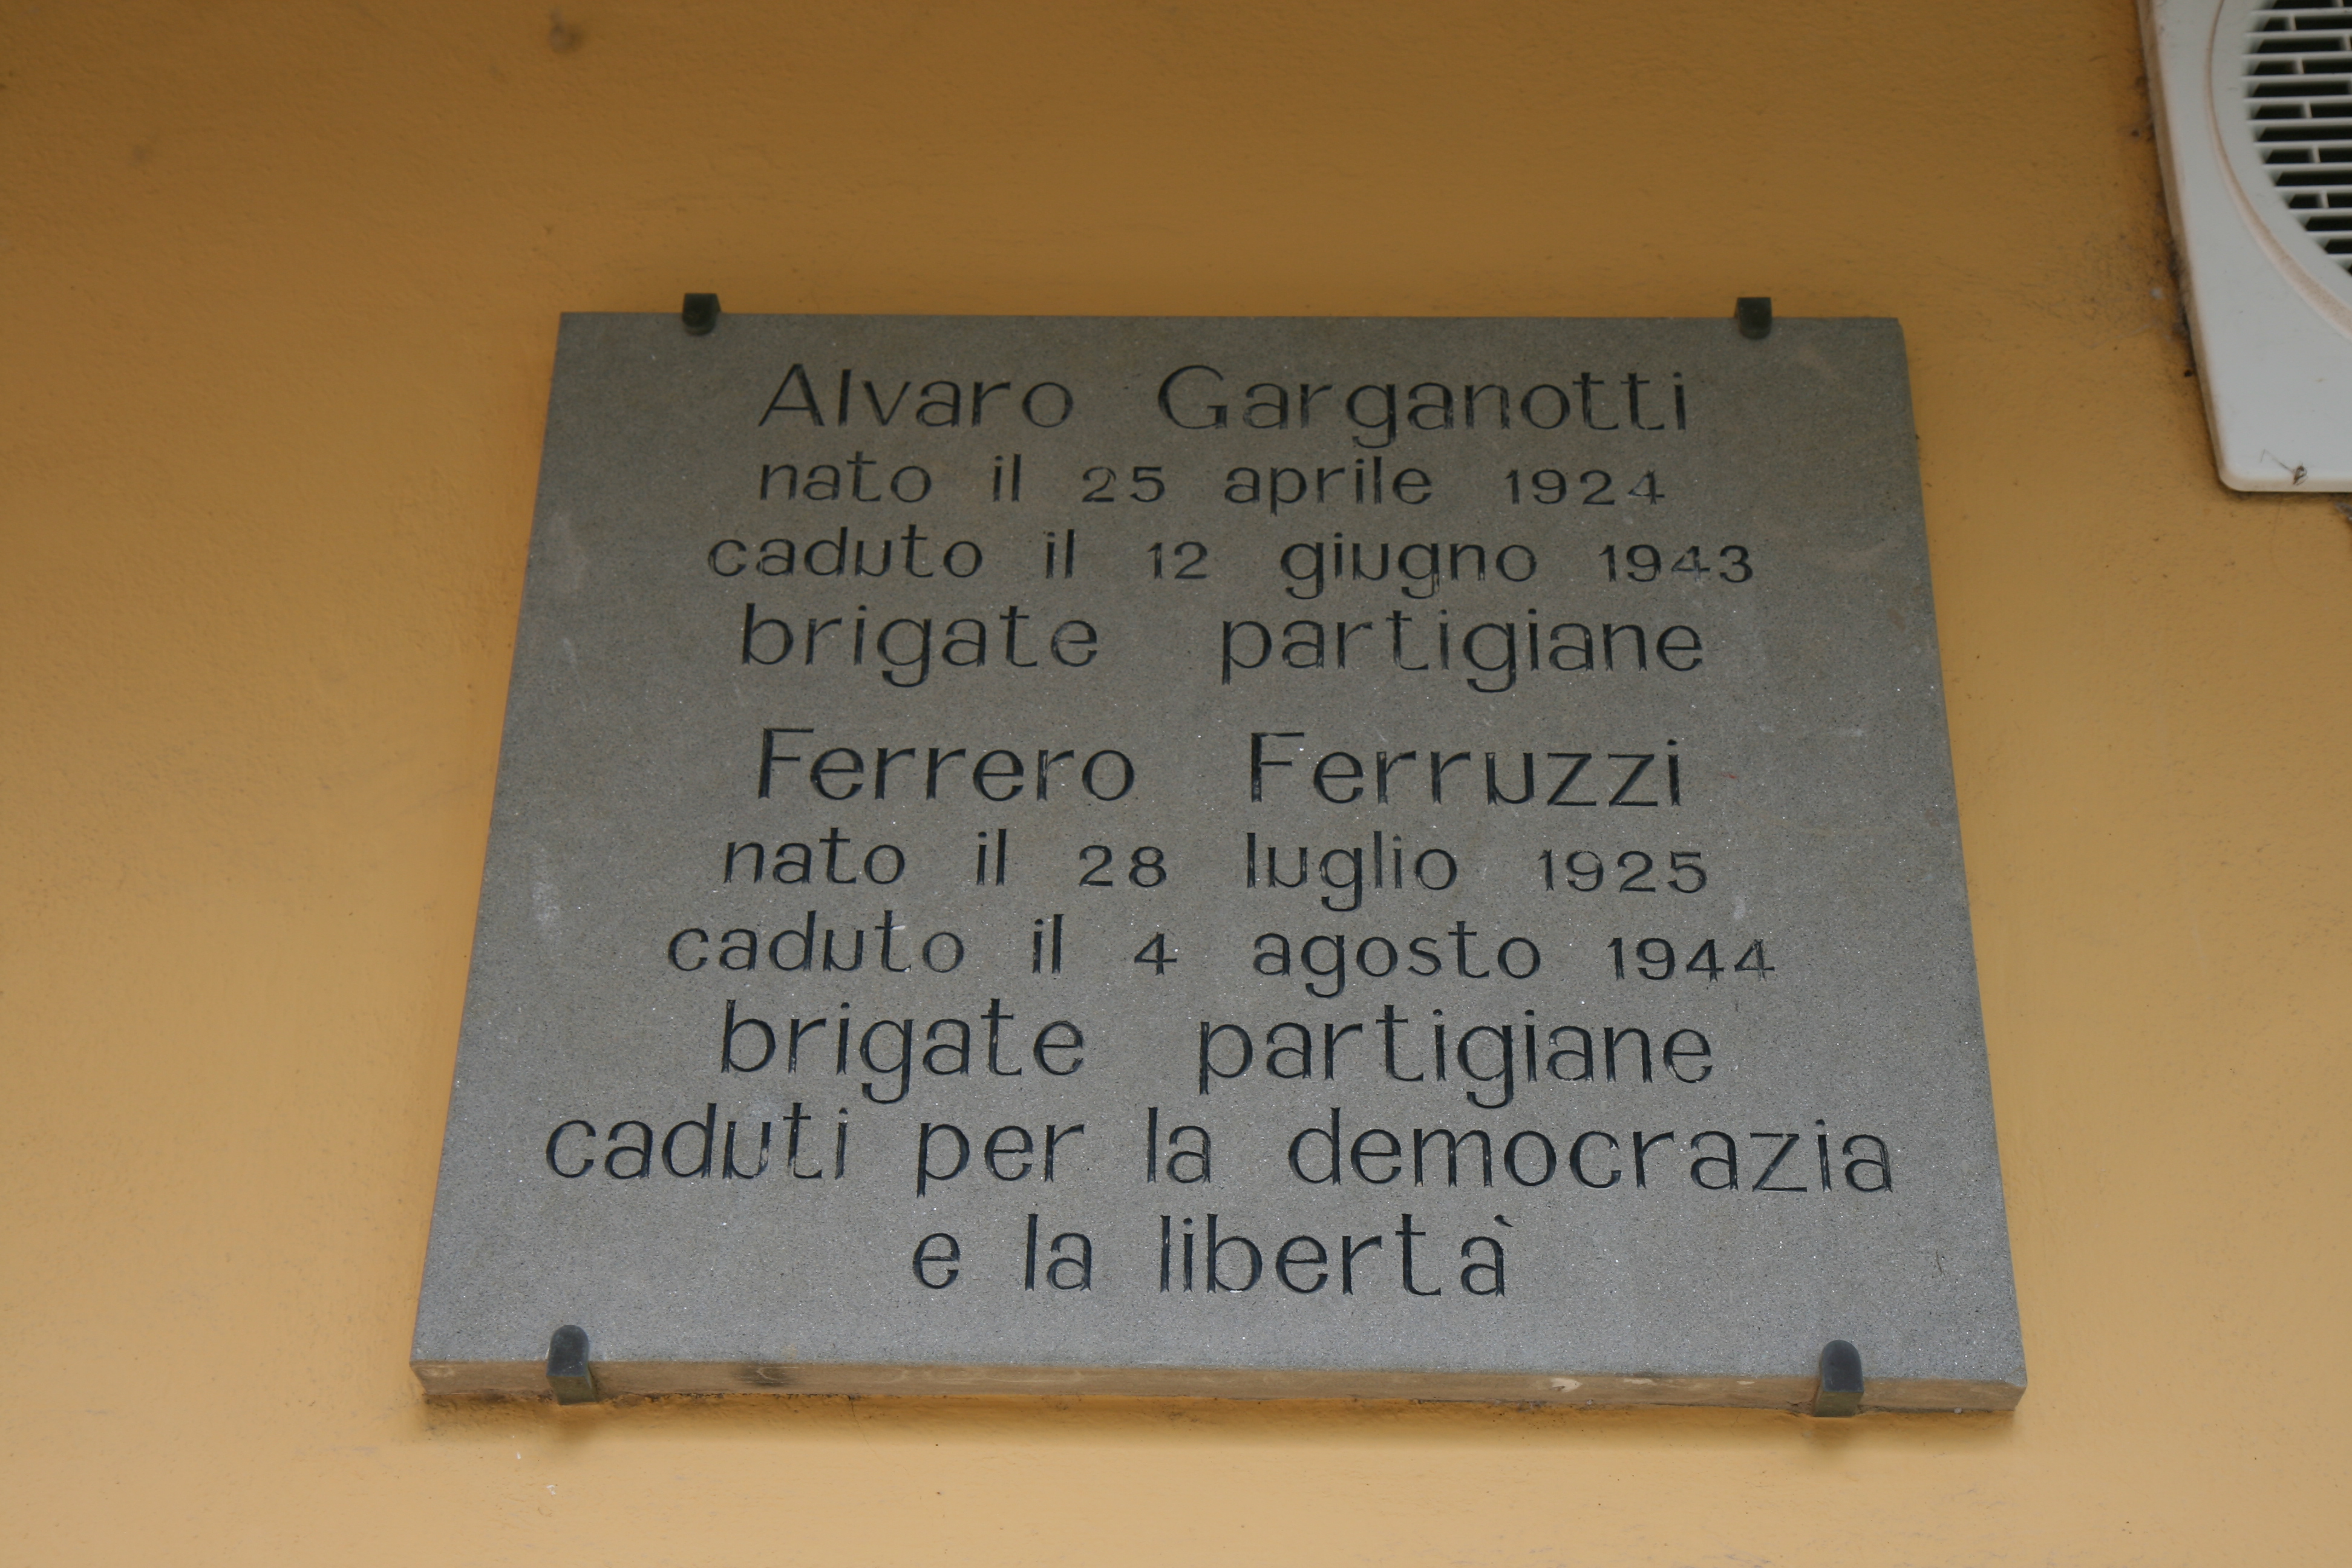 Alvaro Garganotti
nato il 25 aprile 1924
caduto il 12 giugno 1943
brigate partigiane
Ferrero Ferruzzi
nato il 28 luglio 1925
caduto il 4 agosto 1944
brigate partigiane
caduti per la democrazia
e la libertà